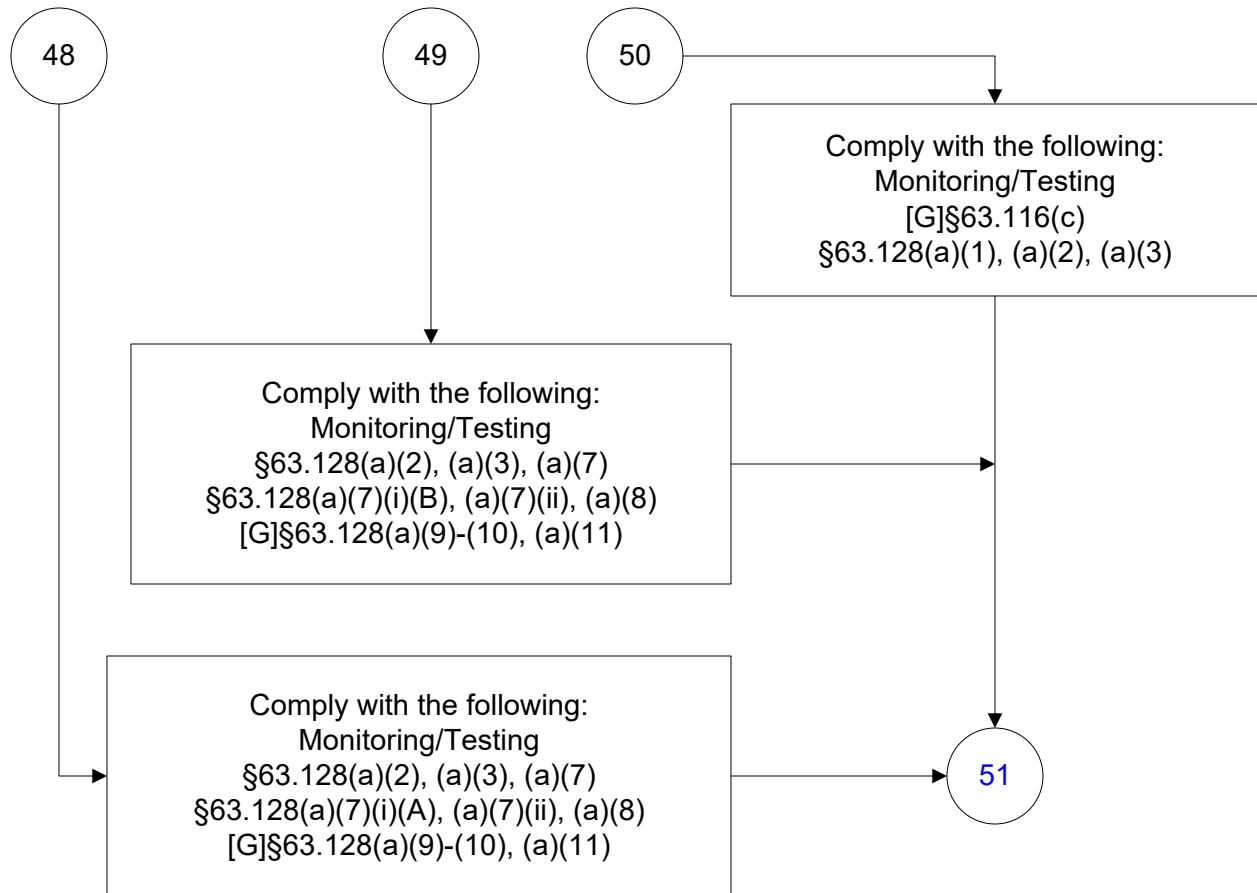 48
49
50
Comply with the following:
Monitoring/Testing
[G]§63.116(c)
§63.128(a)(1), (a)(2), (a)(3)
Comply with the following:
Monitoring/Testing
§63.128(a)(2), (a)(3), (a)(7)
§63.128(a)(7)(i)(B), (a)(7)(ii), (a)(8)
[G]§63.128(a)(9)-(10), (a)(11)
Comply with the following:
Monitoring/Testing
§63.128(a)(2), (a)(3), (a)(7)
§63.128(a)(7)(i)(A), (a)(7)(ii), (a)(8)
[G]§63.128(a)(9)-(10), (a)(11)
51